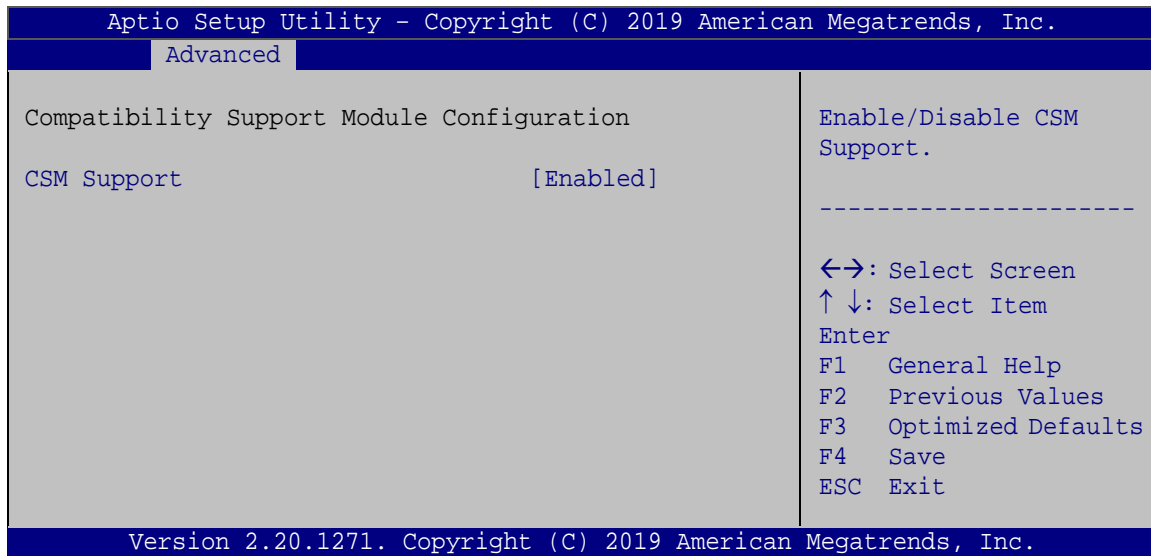 Aptio Setup Utility – Copyright (C) 2019 American Megatrends, Inc.
Advanced
Compatibility Support Module Configuration
CSM Support [Enabled]
Enable/Disable CSM
Support.
----------------------
←→: Select Screen
↑ ↓: Select Item
Enter
F1 General Help
F2 Previous Values
F3 Optimized Defaults
F4 Save
ESC Exit
Version 2.20.1271. Copyright (C) 2019 American Megatrends, Inc.